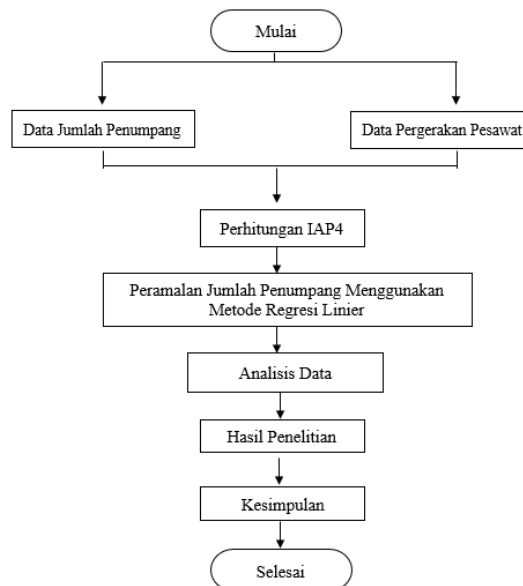 Mulai
Data Jumlah Penumpang
Data Pergerakan Pesawat
Perhitungan IAP4
Peramalan Jumlah Penumpang Menggunakan
Metode Regresi Linier
Analisis Data
Hasil Penelitian
Kesimpulan
Selesai